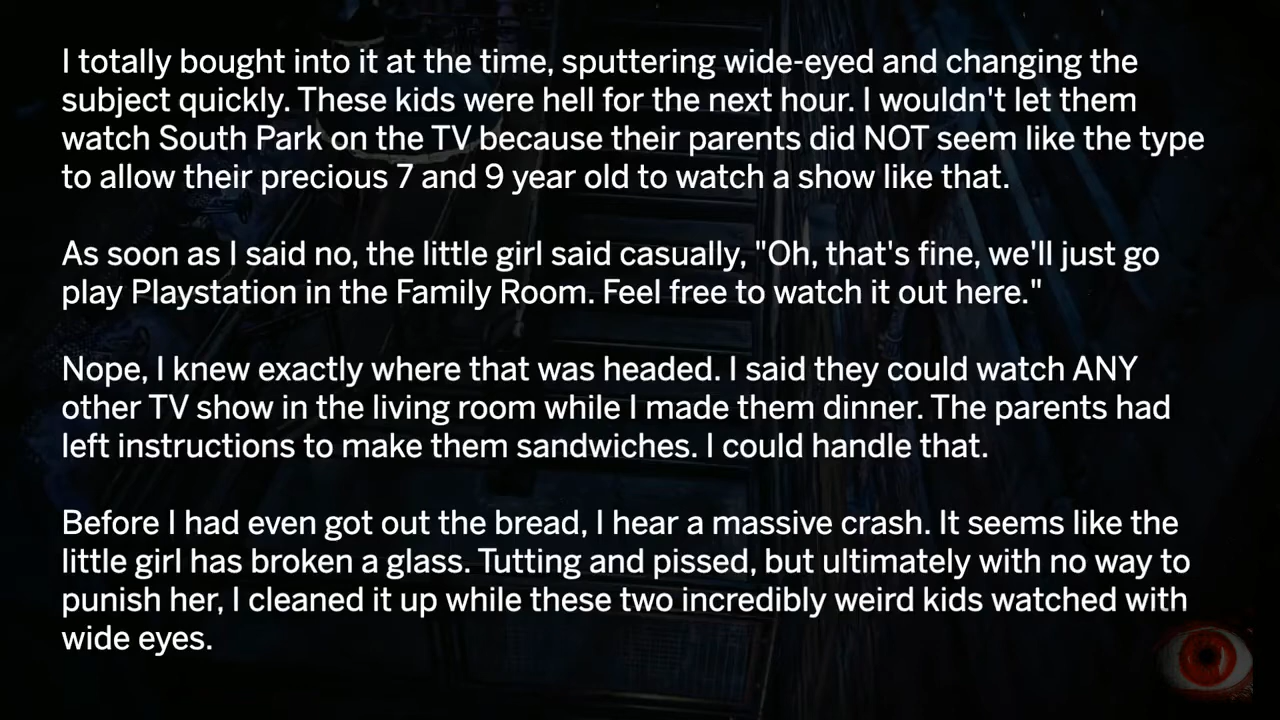 I totally bought into it at the time, sputtering wide-eyed and changing the
subject quickly. These kids were hell for the next hour. I wouldn't let them
watch South Park on the TV because their parents did NOT seem like the type
to allow their precious 7 and 9 year old to watch a show like that.
As soon as I said no, the little girl said casually, "Oh, that's fine, we'll just go
play Playstation in the Family Room. Feel free to watch it out here."
Nope, I knew exactly where that was headed. I said they could watch ANY
other TV show in the living room while I made them dinner. The parents had
left instructions to make them sandwiches. I could handle that.
Before I had even got out the bread, I hear a massive crash. It seems like the
little girl has broken a glass. Tutting and pissed, but ultimately with no way to
punish her, I cleaned it up while these two incredibly weird kids watched with
wide eyes.